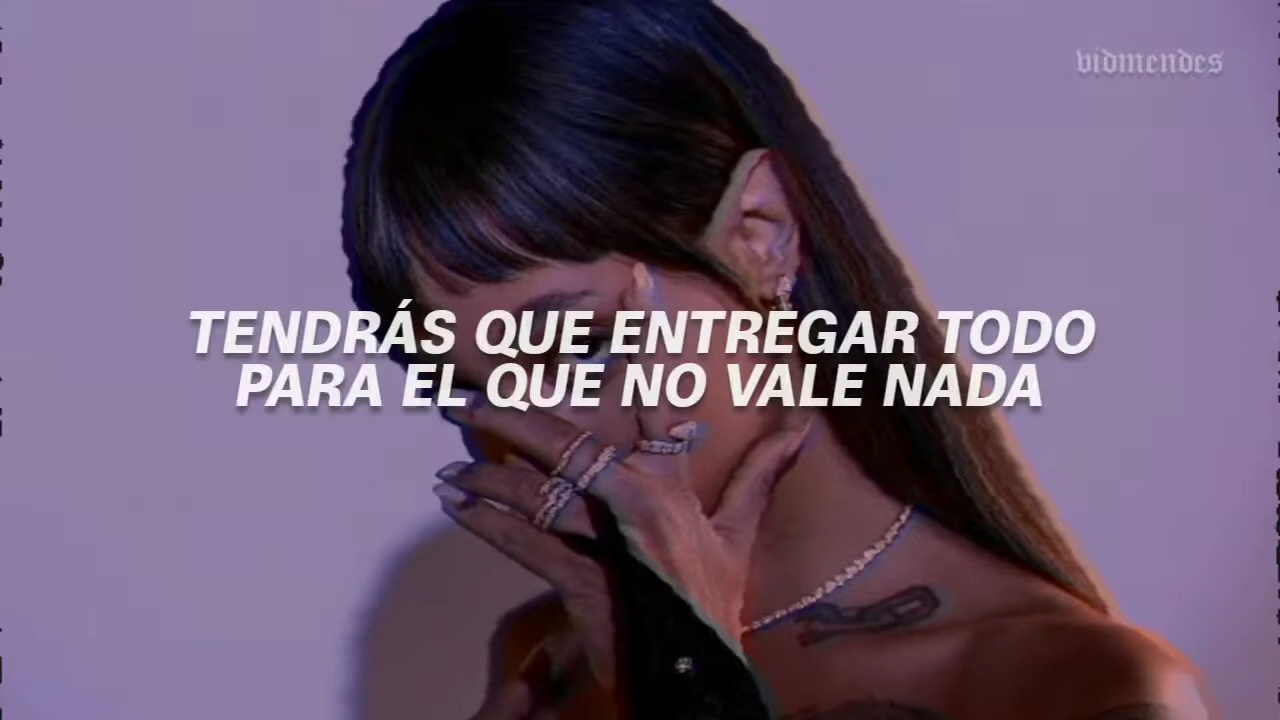 vidmendes
TENDRÁS QUE ENTREGAR TODO
PARA EL QUE NO VALE NADA